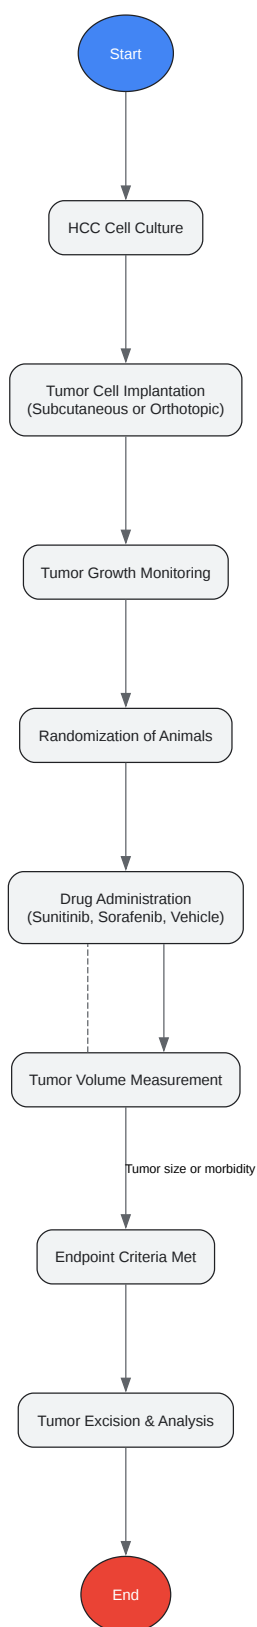 Start
HCC Cell Culture
Tumor Cell Implantation
(Subcutaneous or Orthotopic)
Tumor Growth Monitoring
Randomization of Animals
Drug Administration
(Sunitinib, Sorafenib, Vehicle)
Tumor Volume Measurement
Tumor size or morbidity
Endpoint Criteria Met
Tumor Excision & Analysis
End